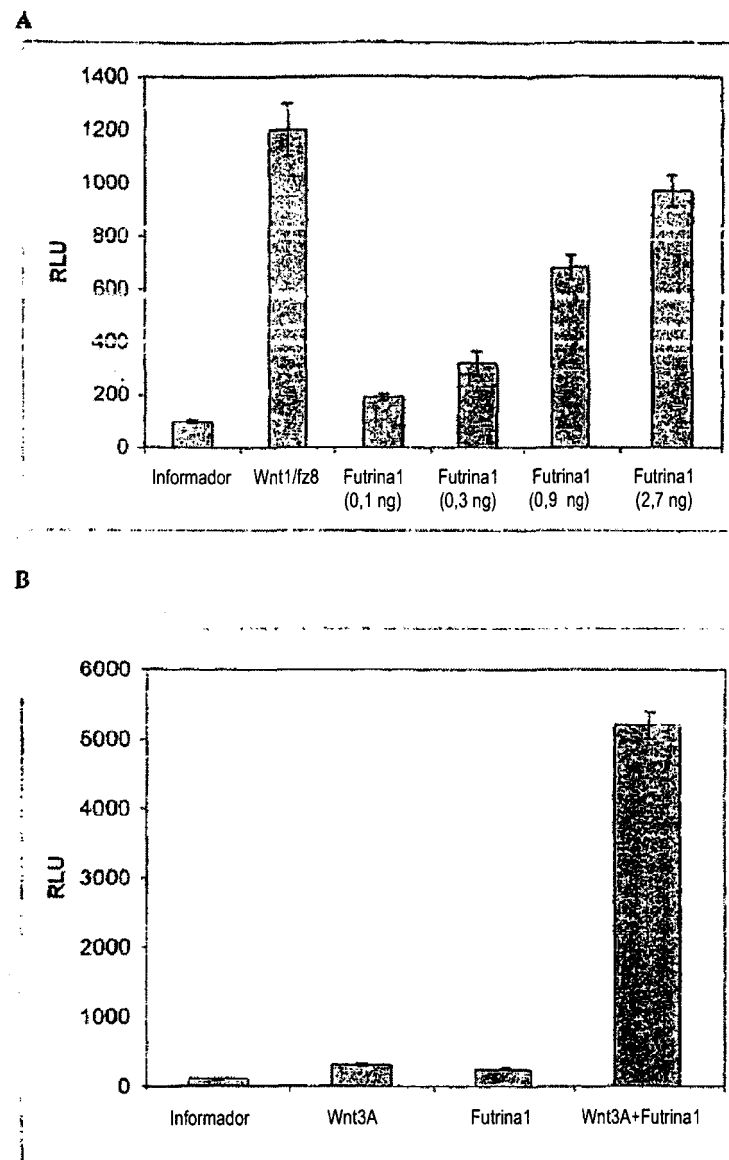 A
1400
1200
1000
800
600
400
200
0
RLU
Informador
Wnt1/fz8
Futrina1
(0,1 ng)
Futrina1
(0,3 ng)
Futrina1
(0,9 ng)
Futrina1
(2,7 ng)
B
6000
5000
4000
3000
2000
1000
0
RLU
Informador
Wnt3A
Futrina1
Wnt3A+Futrina1